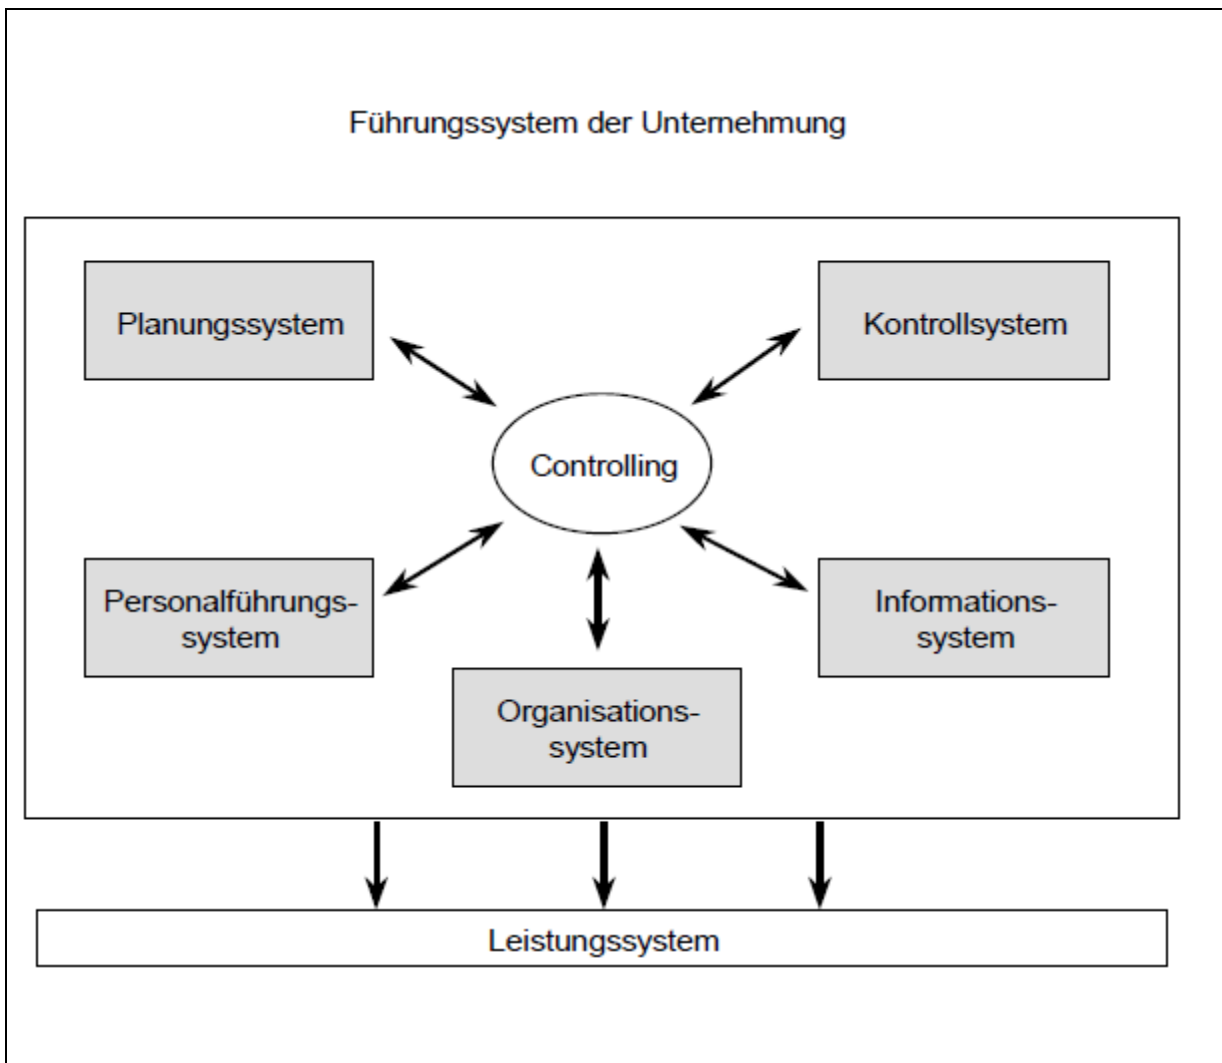 Führungssystem der Unternehmung
Planungssystem
Kontrollsystem
Controlling
Personalführungs-
system
Informations-
system
Organisations-
system
Leistungssystem